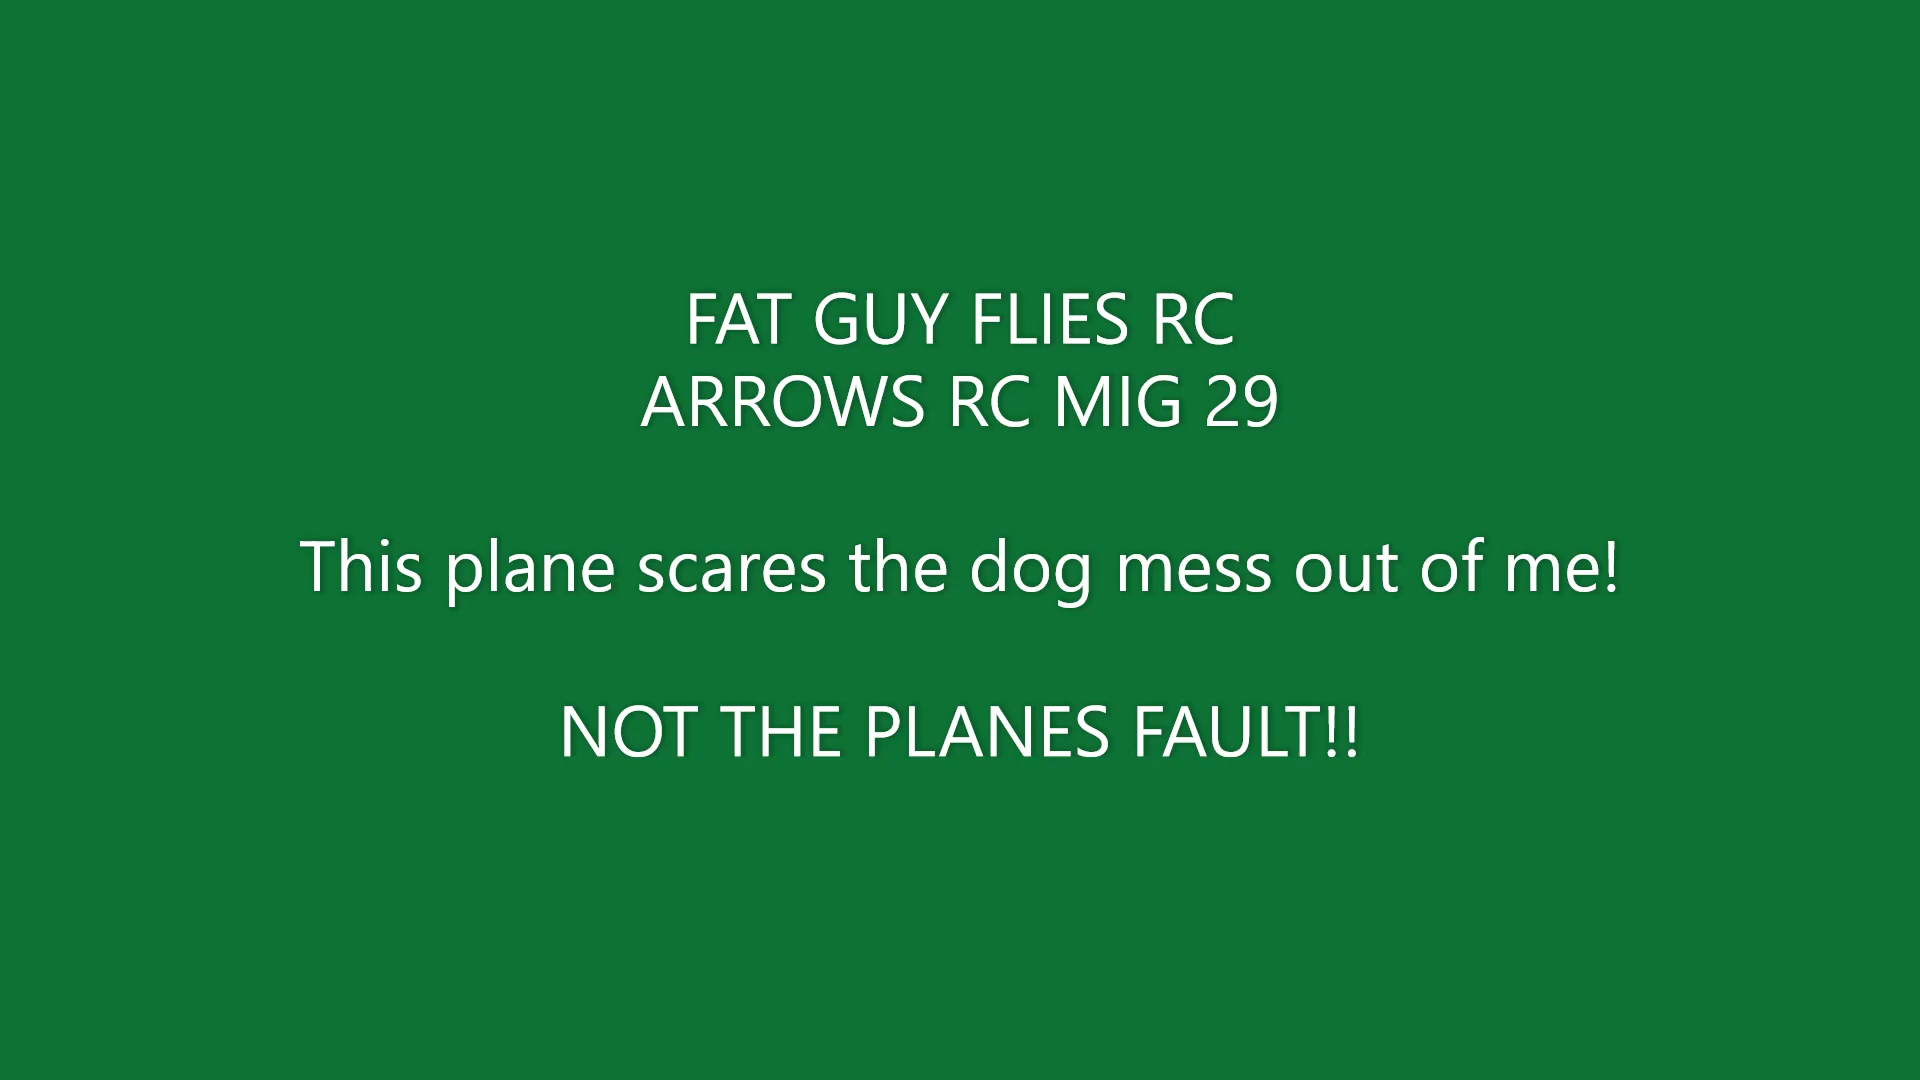 FAT GUY FLIES RC
ARROWS RC MIG 29
This plane scares the dog mess out of me!
NOT THE PLANES FAULT!!